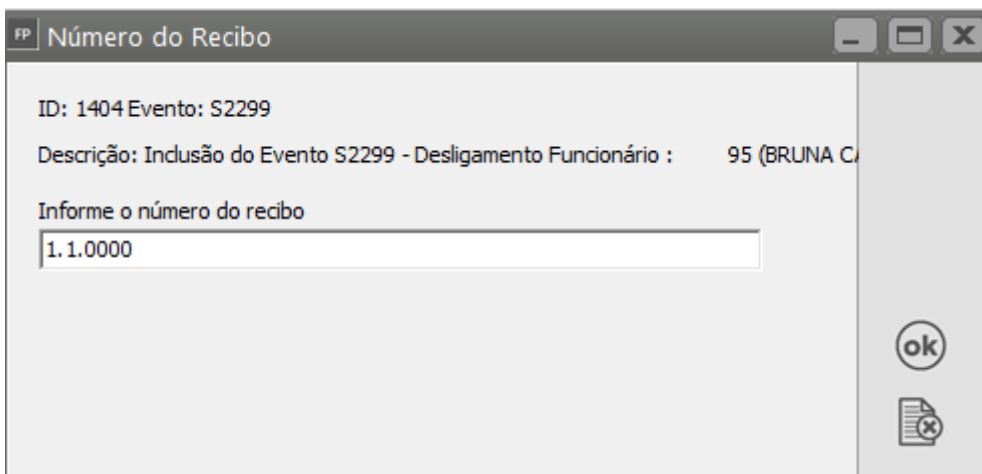 FP Número do Recibo
ID: 1404 Evento: S2299
Descrição: Inclusão do Evento S2299 - Desligamento Funcionário : 95 (BRUNA CA
Informe o número do recibo
1.1.0000
ok